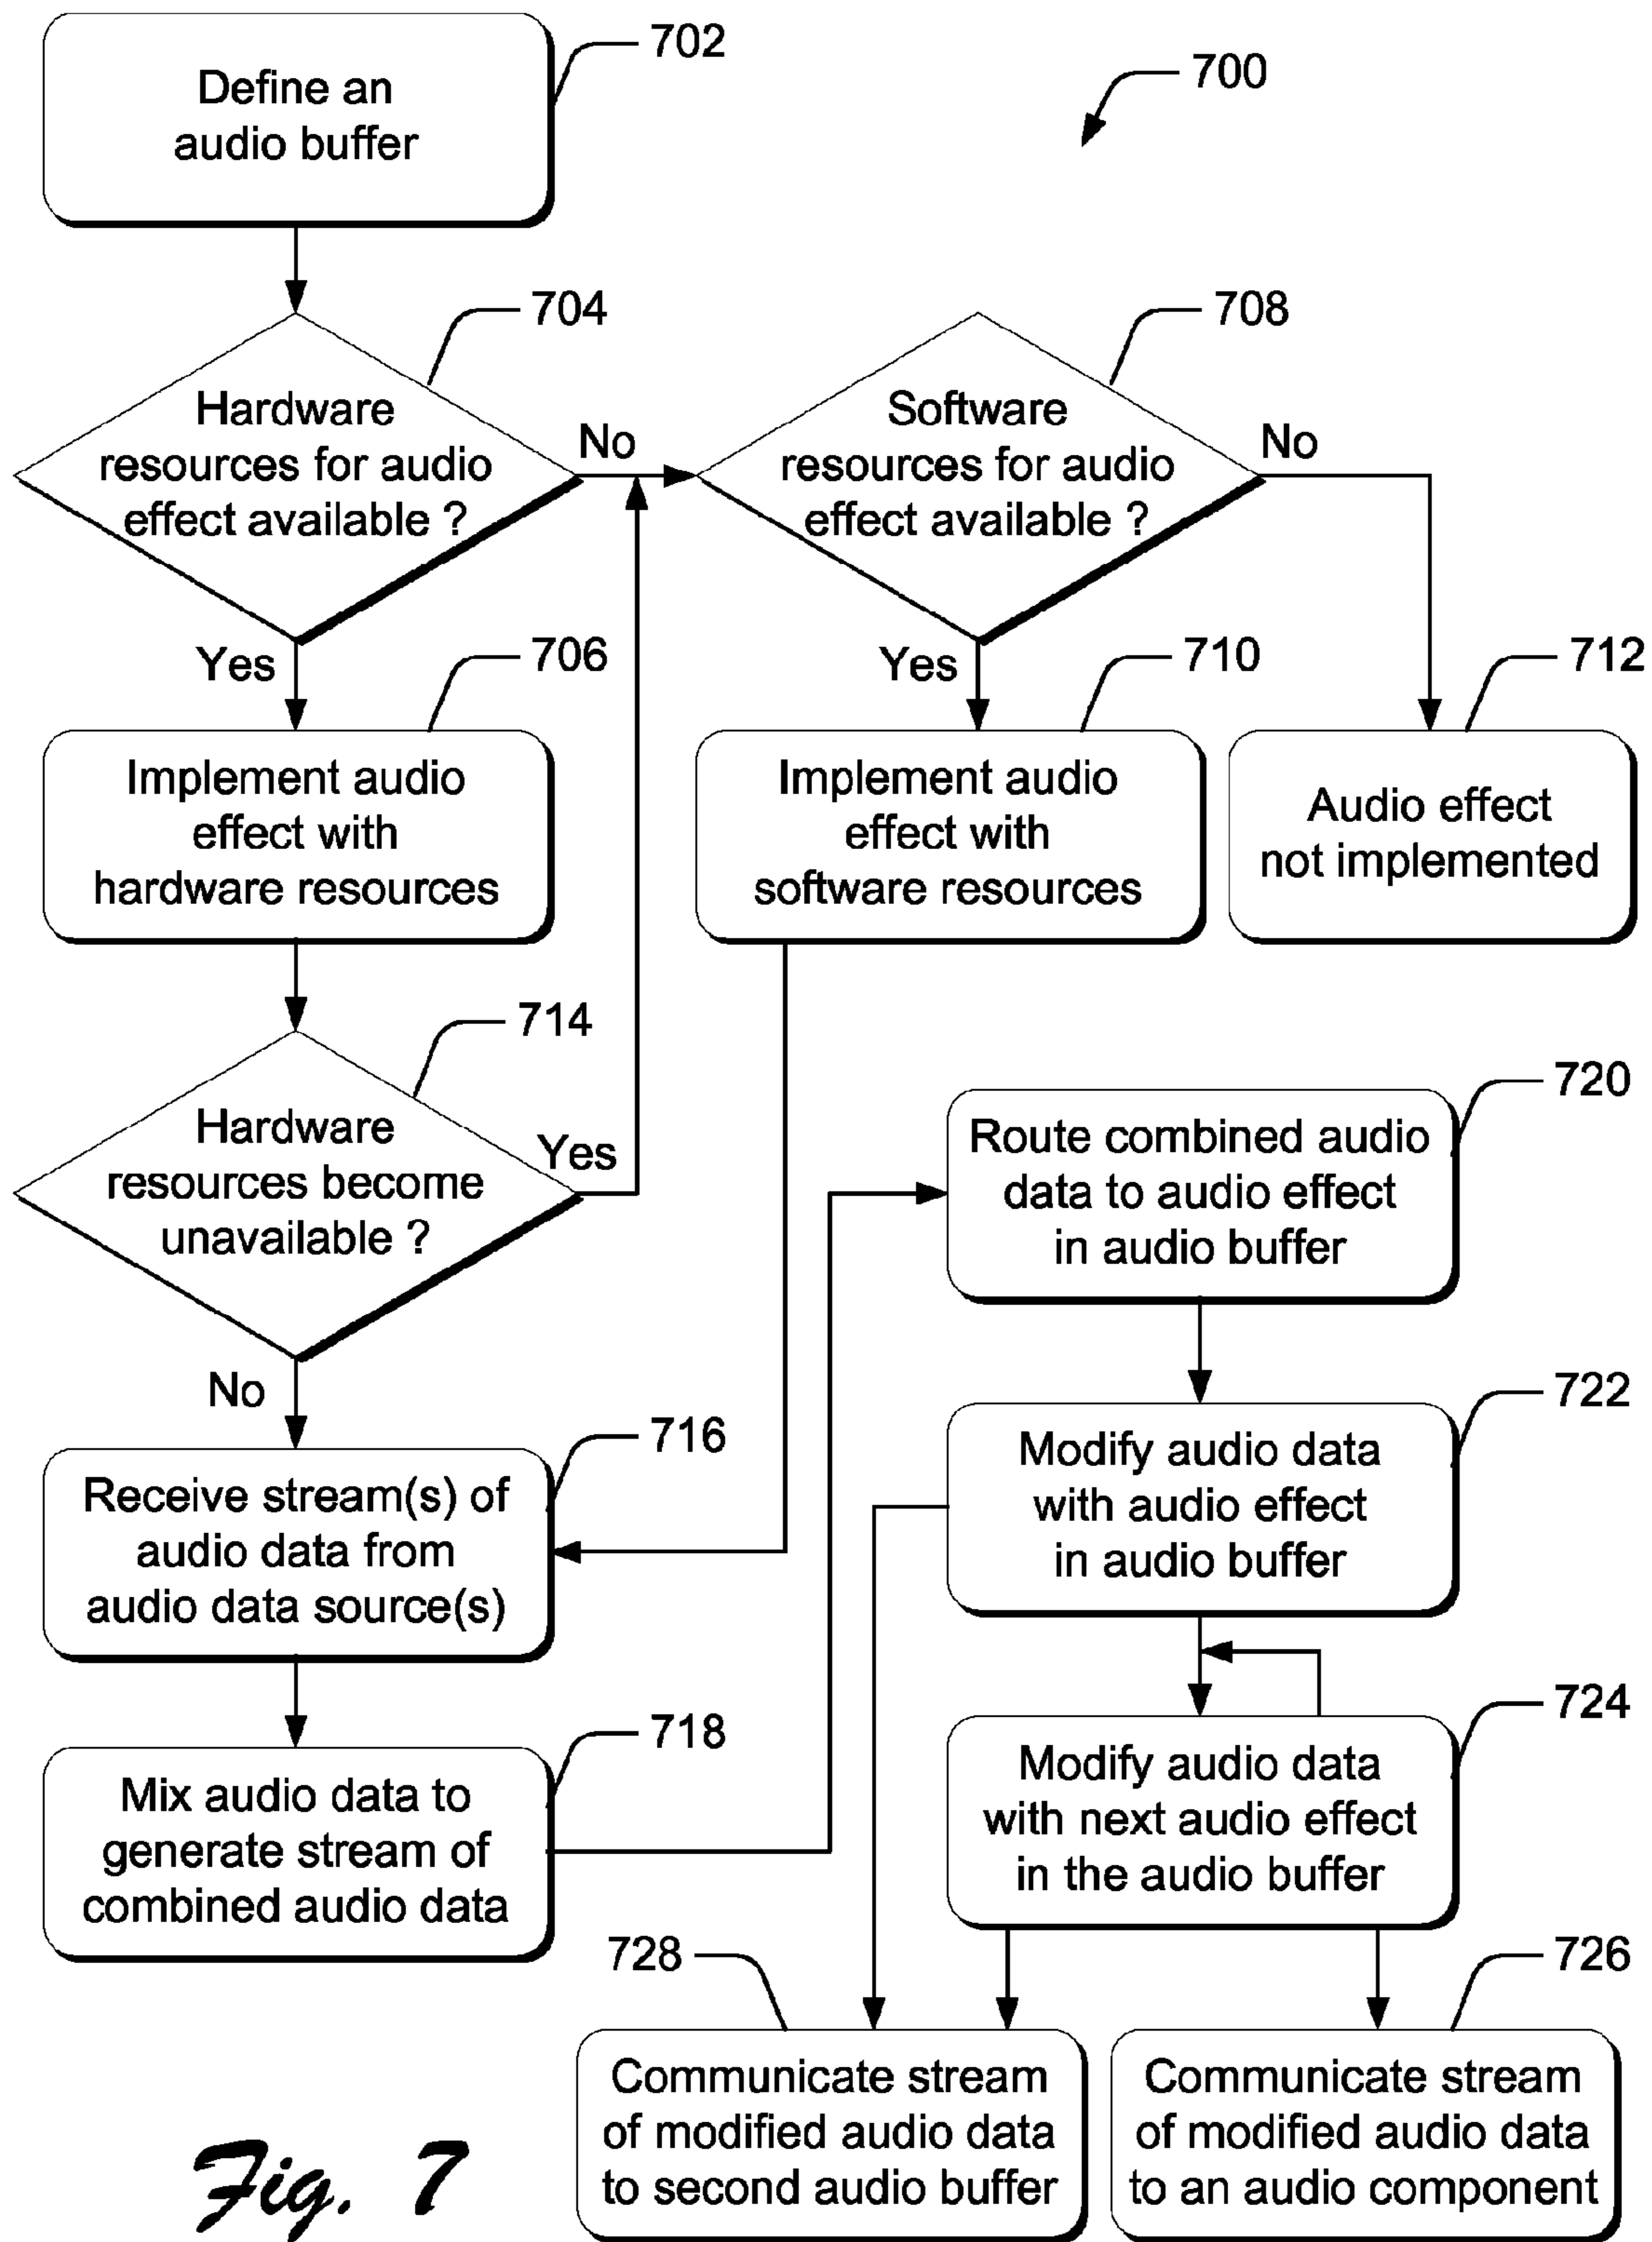 702
Define an
audio buffer
700
704
Hardware
resources for audio
effect available ?
No
Yes
708
Software
resources for audio
effect available ?
No
Yes
706
Implement audio
effect with
hardware resources
710
Implement audio
effect with
software resources
712
Audio effect
not implemented
714
Hardware
resources become
unavailable ?
Yes
No
716
Receive stream(s) of
audio data from
audio data source(s)
718
Mix audio data to
generate stream of
combined audio data
720
Route combined audio
data to audio effect
in audio buffer
722
Modify audio data
with audio effect
in audio buffer
724
Modify audio data
with next audio effect
in the audio buffer
728
Communicate stream
of modified audio data
to second audio buffer
726
Communicate stream
of modified audio data
to an audio component
Fig. 7